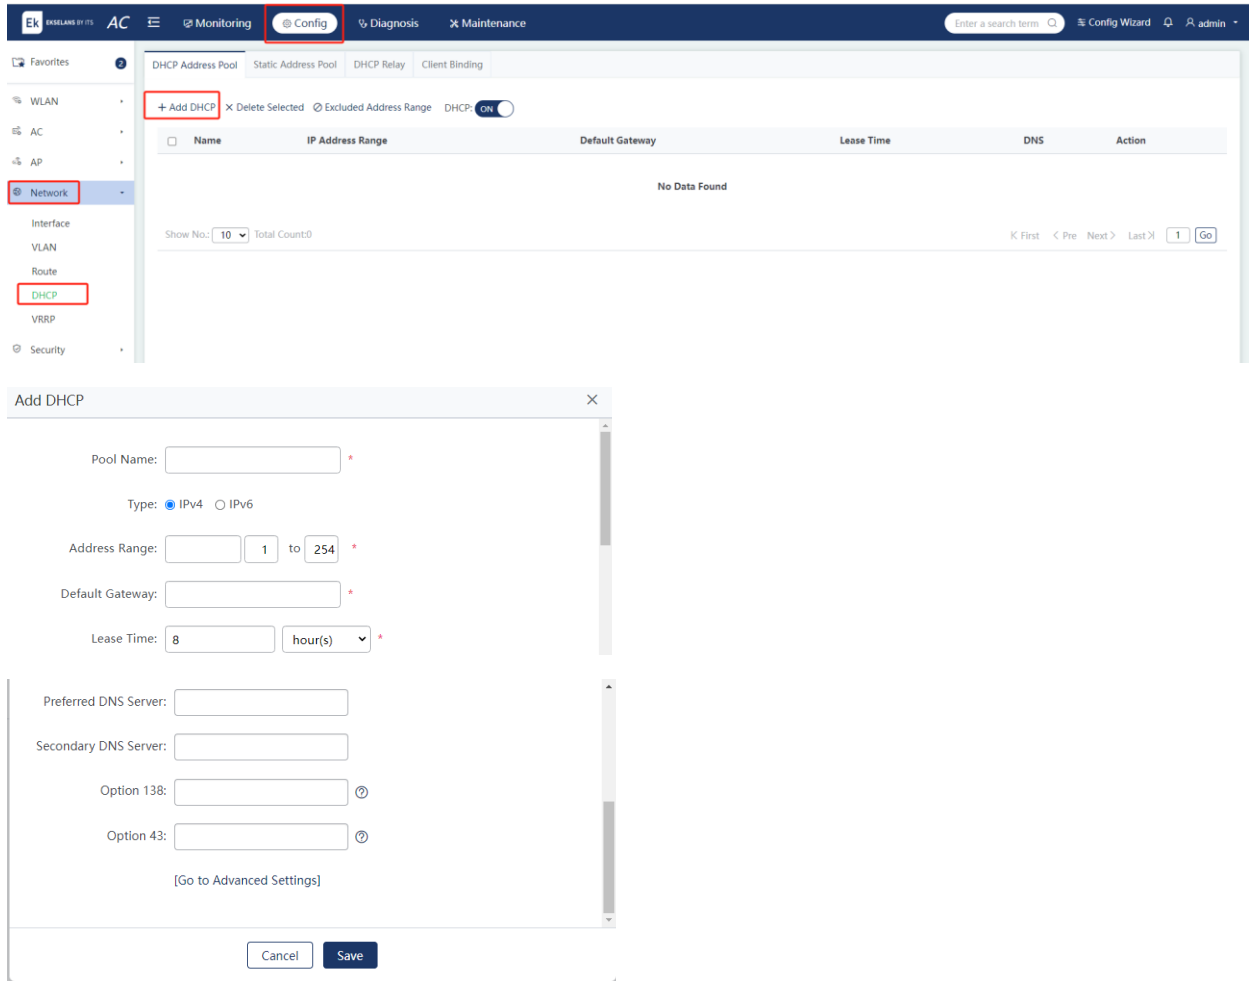 Ek EKSELANS BY ITS AC Monitoring Config Diagnosis Maintenance Enter a search term Config Wizard admin
Favorites 2
WLAN
AC
AP
Network
Interface
VLAN
Route
DHCP
VRRP
Security
DHCP Address Pool Static Address Pool DHCP Relay Client Binding
+ Add DHCP X Delete Selected Excluded Address Range DHCP: ON
Name IP Address Range Default Gateway Lease Time DNS Action
No Data Found
Show No.: 10 Total Count:0 First < Pre Next > Last 1 Go
Add DHCP
Pool Name: *
Type: IPv4 IPv6
Address Range: 1 to 254 *
Default Gateway: *
Lease Time: 8 hour(s) *
Preferred DNS Server:
Secondary DNS Server:
Option 138: ?
Option 43: ?
[Go to Advanced Settings]
Cancel Save